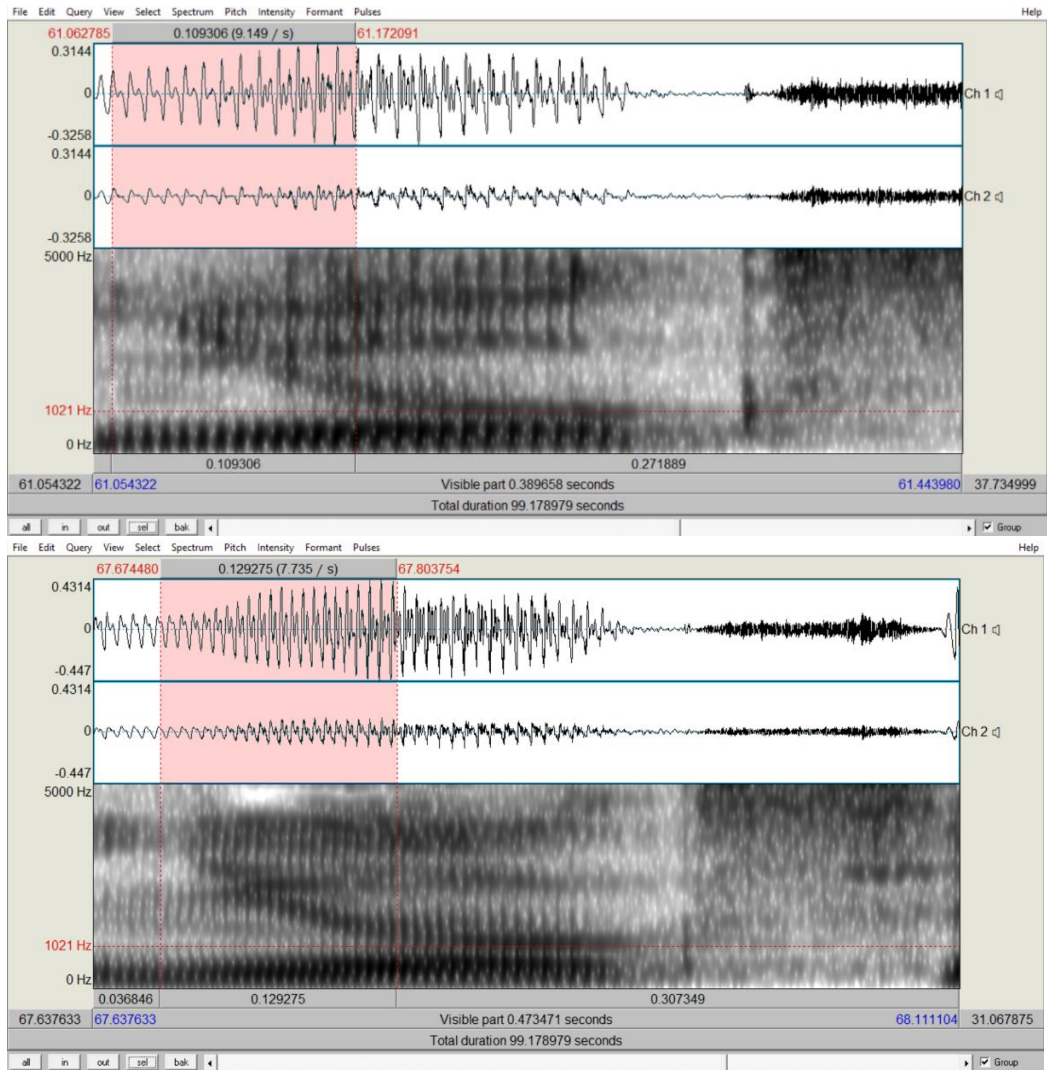 File Edit Query View Select Spectrum Pitch Intensity Formant Pulses Help
61.062785 0.109306 (9.149 / s) 61.172091
0.3144
0
Ch 1
-0.3258
0.3144
0
Ch 2
-0.3258
5000 Hz
1021 Hz
0 Hz
0.109306 0.271889
61.054322 61.054322 Visible part 0.389658 seconds 61.443980 37.734999
Total duration 99.178979 seconds
all in out sel bak Group
File Edit Query View Select Spectrum Pitch Intensity Formant Pulses Help
67.674480 0.129275 (7.735 / s) 67.803754
0.4314
0
Ch 1
-0.447
0.4314
0
Ch 2
-0.447
5000 Hz
1021 Hz
0 Hz
0.036846 0.129275 0.307349
67.637633 67.637633 Visible part 0.473471 seconds 68.111104 31.067875
Total duration 99.178979 seconds
all in out sel bak Group